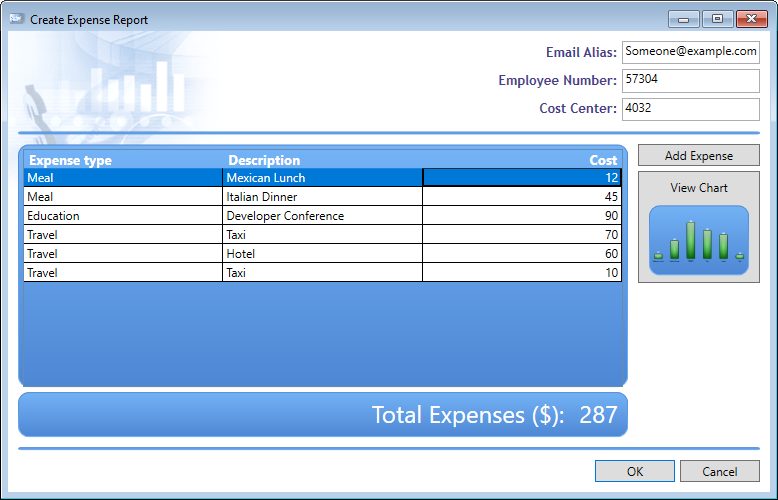 Create Expense Report
Email Alias: Someone@example.com
Employee Number: 57304
Cost Center: 4032
Expense type Description Cost
Meal Mexican Lunch 12
Meal Italian Dinner 45
Education Developer Conference 90
Travel Taxi 70
Travel Hotel 60
Travel Taxi 10
Add Expense
View Chart
Total Expenses ($): 287
OK Cancel